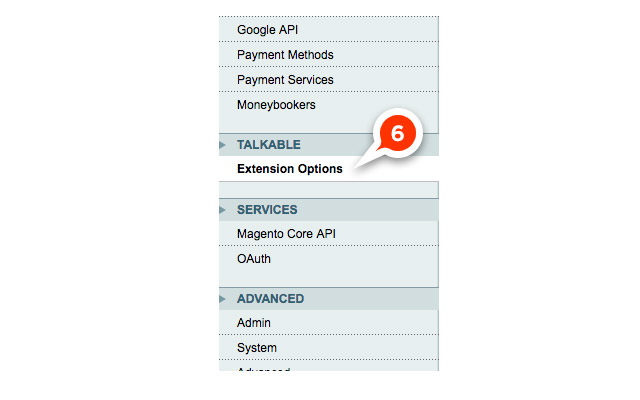 Google API
Payment Methods
Payment Services
Moneybookers
6
TALKABLE
Extension Options
SERVICES
Magento Core API
OAuth
ADVANCED
Admin
System
Advanced